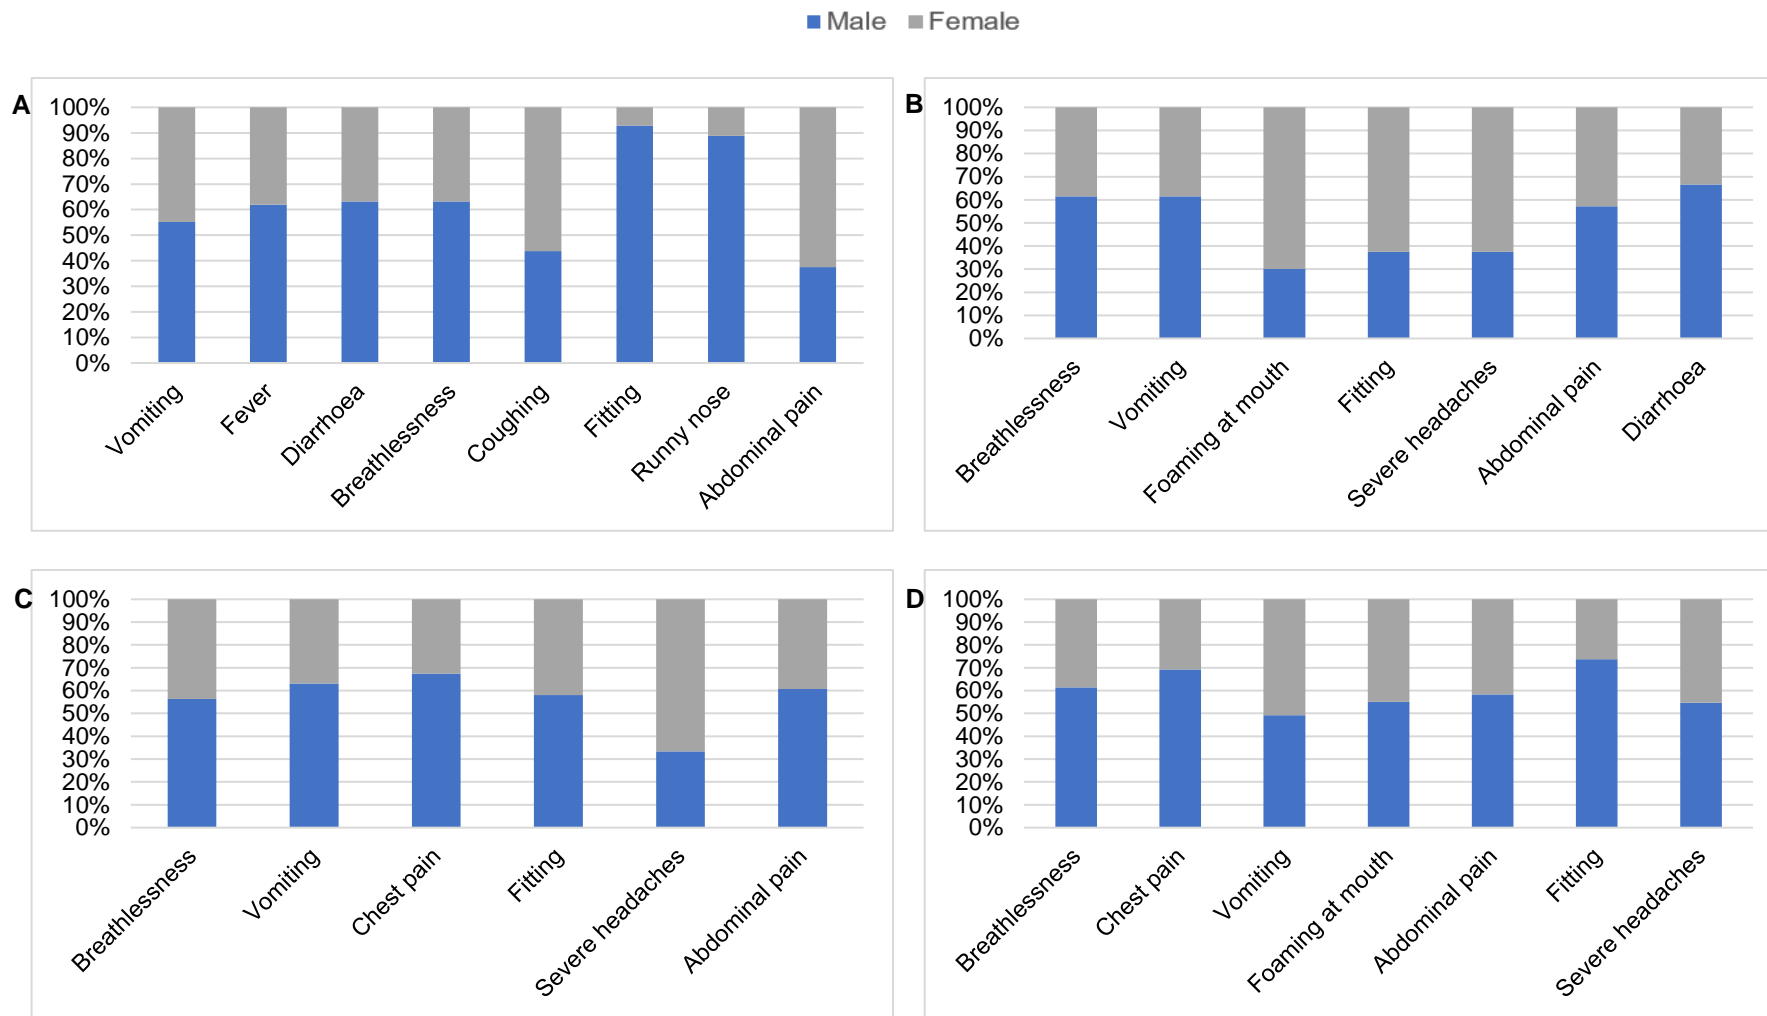 Male Female
A
100%
90%
80%
70%
60%
50%
40%
30%
20%
10%
0%
Vomiting
Fever
Diarrhoea
Breathlessness
Coughing
Fitting
Runny nose
Abdominal pain
B
100%
90%
80%
70%
60%
50%
40%
30%
20%
10%
0%
Breathlessness
Vomiting
Foaming at mouth
Fitting
Severe headaches
Abdominal pain
Diarrhoea
C
100%
90%
80%
70%
60%
50%
40%
30%
20%
10%
0%
Breathlessness
Vomiting
Chest pain
Fitting
Severe headaches
Abdominal pain
D
100%
90%
80%
70%
60%
50%
40%
30%
20%
10%
0%
Breathlessness
Chest pain
Vomiting
Foaming at mouth
Abdominal pain
Fitting
Severe headaches